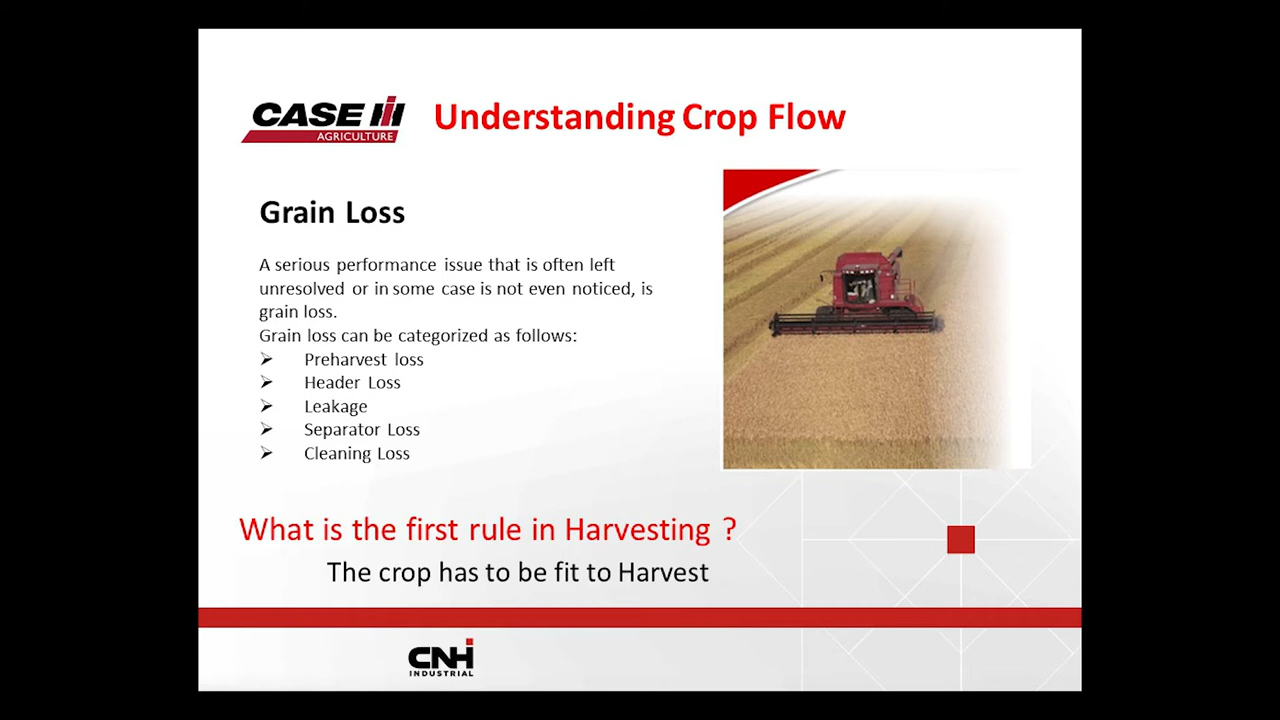 CASE IH
AGRICULTURE
Understanding Crop Flow
Grain Loss
A serious performance issue that is often left
unresolved or in some case is not even noticed, is
grain loss.
Grain loss can be categorized as follows:
➢ Preharvest loss
➢ Header Loss
➢ Leakage
➢ Separator Loss
➢ Cleaning Loss
What is the first rule in Harvesting ?
The crop has to be fit to Harvest
CNH
INDUSTRIAL